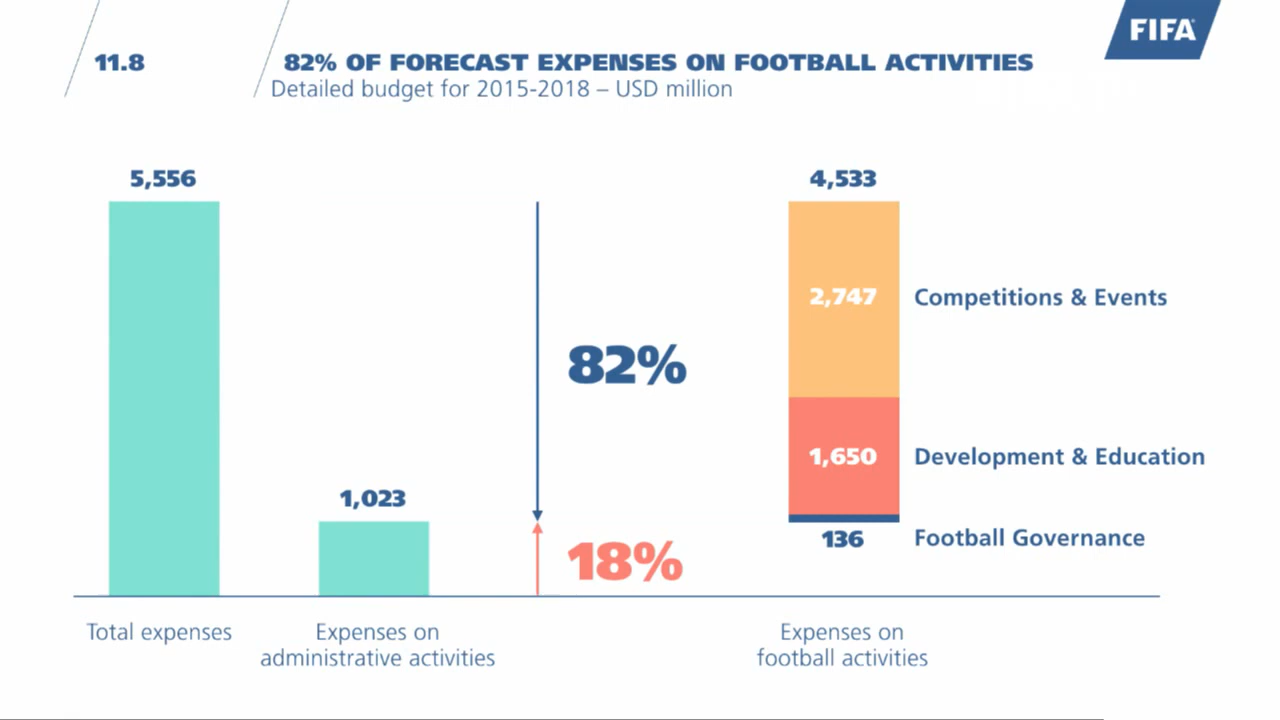 FIFA
11.8
82% OF FORECAST EXPENSES ON FOOTBALL ACTIVITIES
Detailed budget for 2015-2018 – USD million
5,556
4,533
2,747 Competitions & Events
82%
1,650 Development & Education
1,023
136 Football Governance
18%
Total expenses
Expenses on
administrative activities
Expenses on
football activities